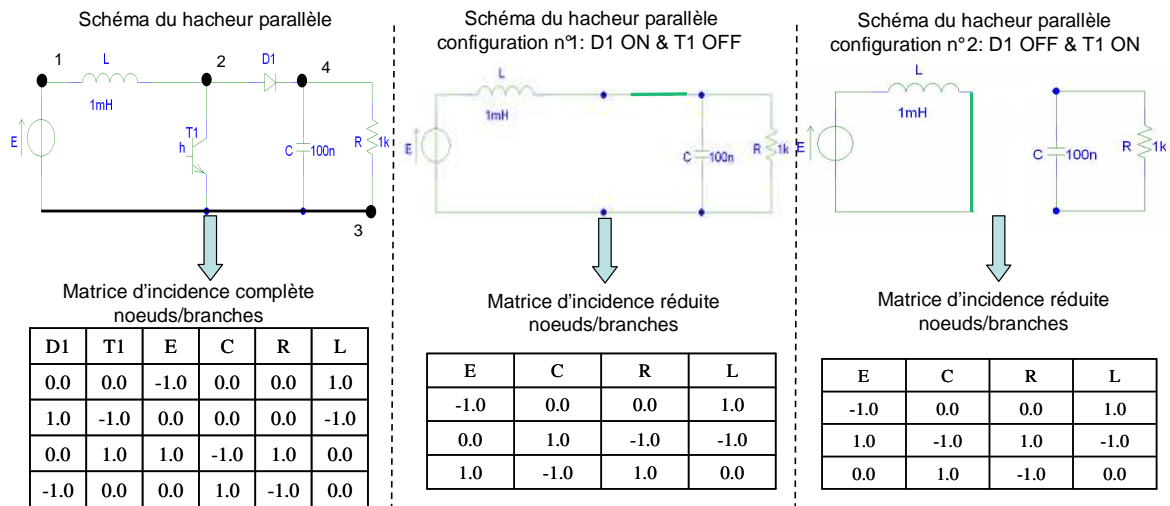 Schéma du hacheur parallèle
1
L
2
D1
4
1mH
E
T1
h
C
100n
R
1k
3
Matrice d'incidence complète
noeuds/branches
D1 T1 E C R L
0.0 0.0 -1.0 0.0 0.0 1.0
1.0 -1.0 0.0 0.0 0.0 -1.0
0.0 1.0 1.0 -1.0 1.0 0.0
-1.0 0.0 0.0 1.0 -1.0 0.0
Schéma du hacheur parallèle
configuration n°1: D1 ON & T1 OFF
L
1mH
E
C
100n
R
1k
Matrice d'incidence réduite
noeuds/branches
E C R L
-1.0 0.0 0.0 1.0
0.0 1.0 -1.0 -1.0
1.0 -1.0 1.0 0.0
Schéma du hacheur parallèle
configuration n°2: D1 OFF & T1 ON
L
1mH
E
C
100n
R
1k
Matrice d'incidence réduite
noeuds/branches
E C R L
-1.0 0.0 0.0 1.0
1.0 -1.0 1.0 -1.0
0.0 1.0 -1.0 0.0